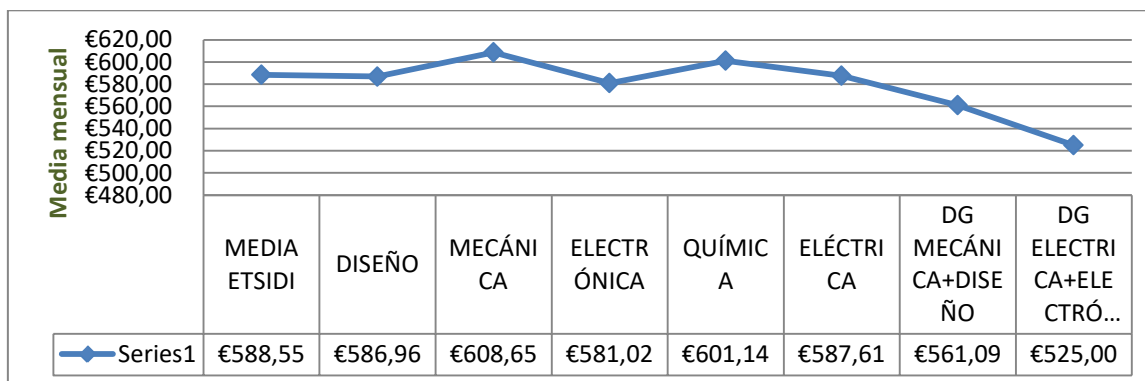 Media mensual
€620,00
€600,00
€580,00
€560,00
€540,00
€520,00
€500,00
€480,00
MEDIA
ETSIDI
DISEÑO
MECÁNI
CA
ELECTR
ÓNICA
QUÍMIC
A
ELÉCTRI
CA
DG
MECÁNI
CA+DISE
ÑO
DG
ELECTRI
CA+ELE
CTRÓ...
Series1 €588,55 €586,96 €608,65 €581,02 €601,14 €587,61 €561,09 €525,00